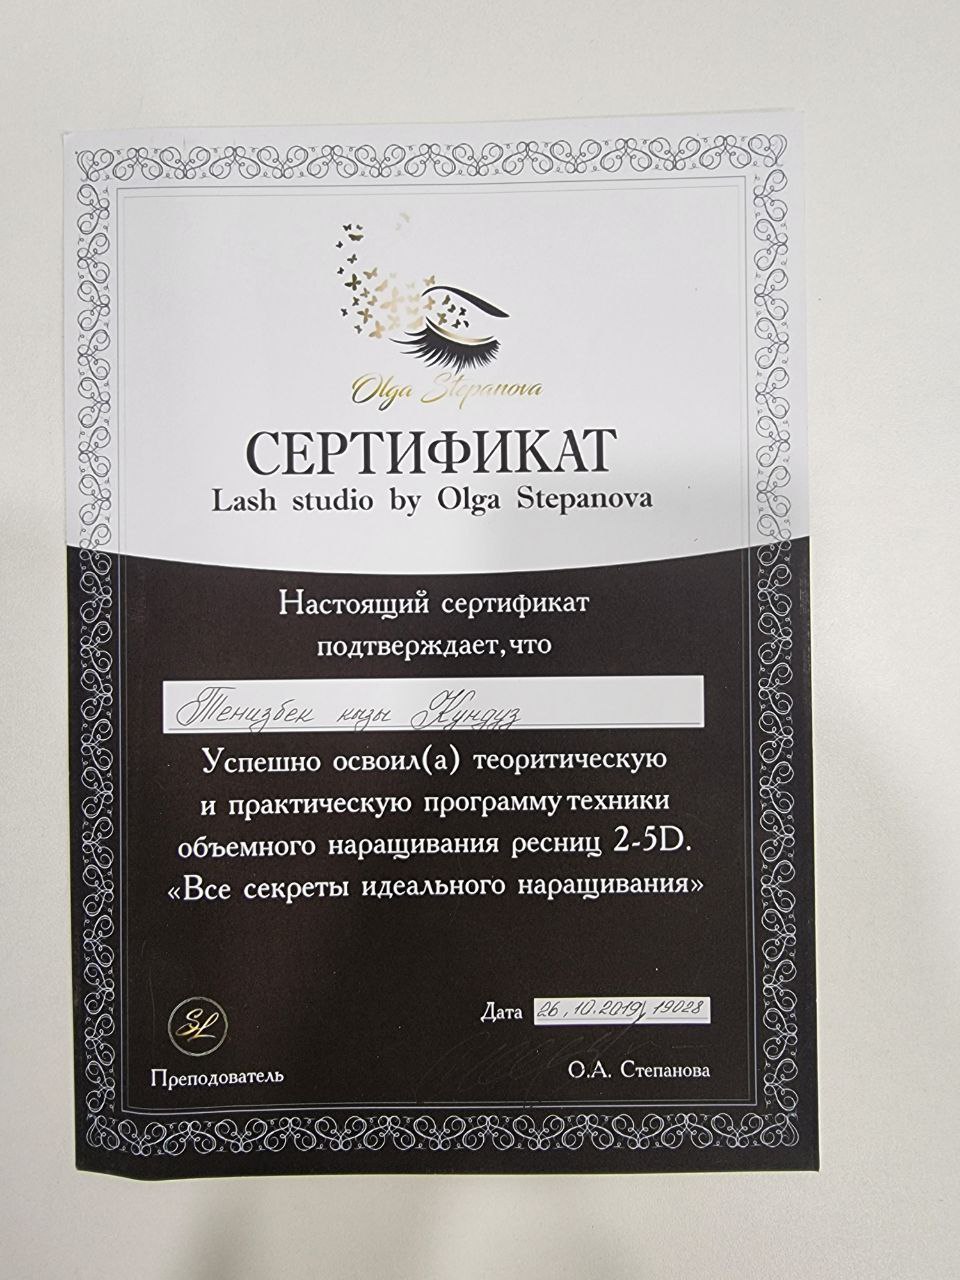 Olga Stepanova
СЕРТИФИКАТ
Lash studio by Olga Stepanova
Настоящий сертификат
подтверждает, что
Тенизбек кызы Кундуз
Успешно освоил(а) теоритическую
и практическую программу техники
объемного наращивания ресниц 2-5D.
«Все секреты идеального наращивания»
Дата 26.10.2019/19028
SL
Преподователь О.А. Степанова